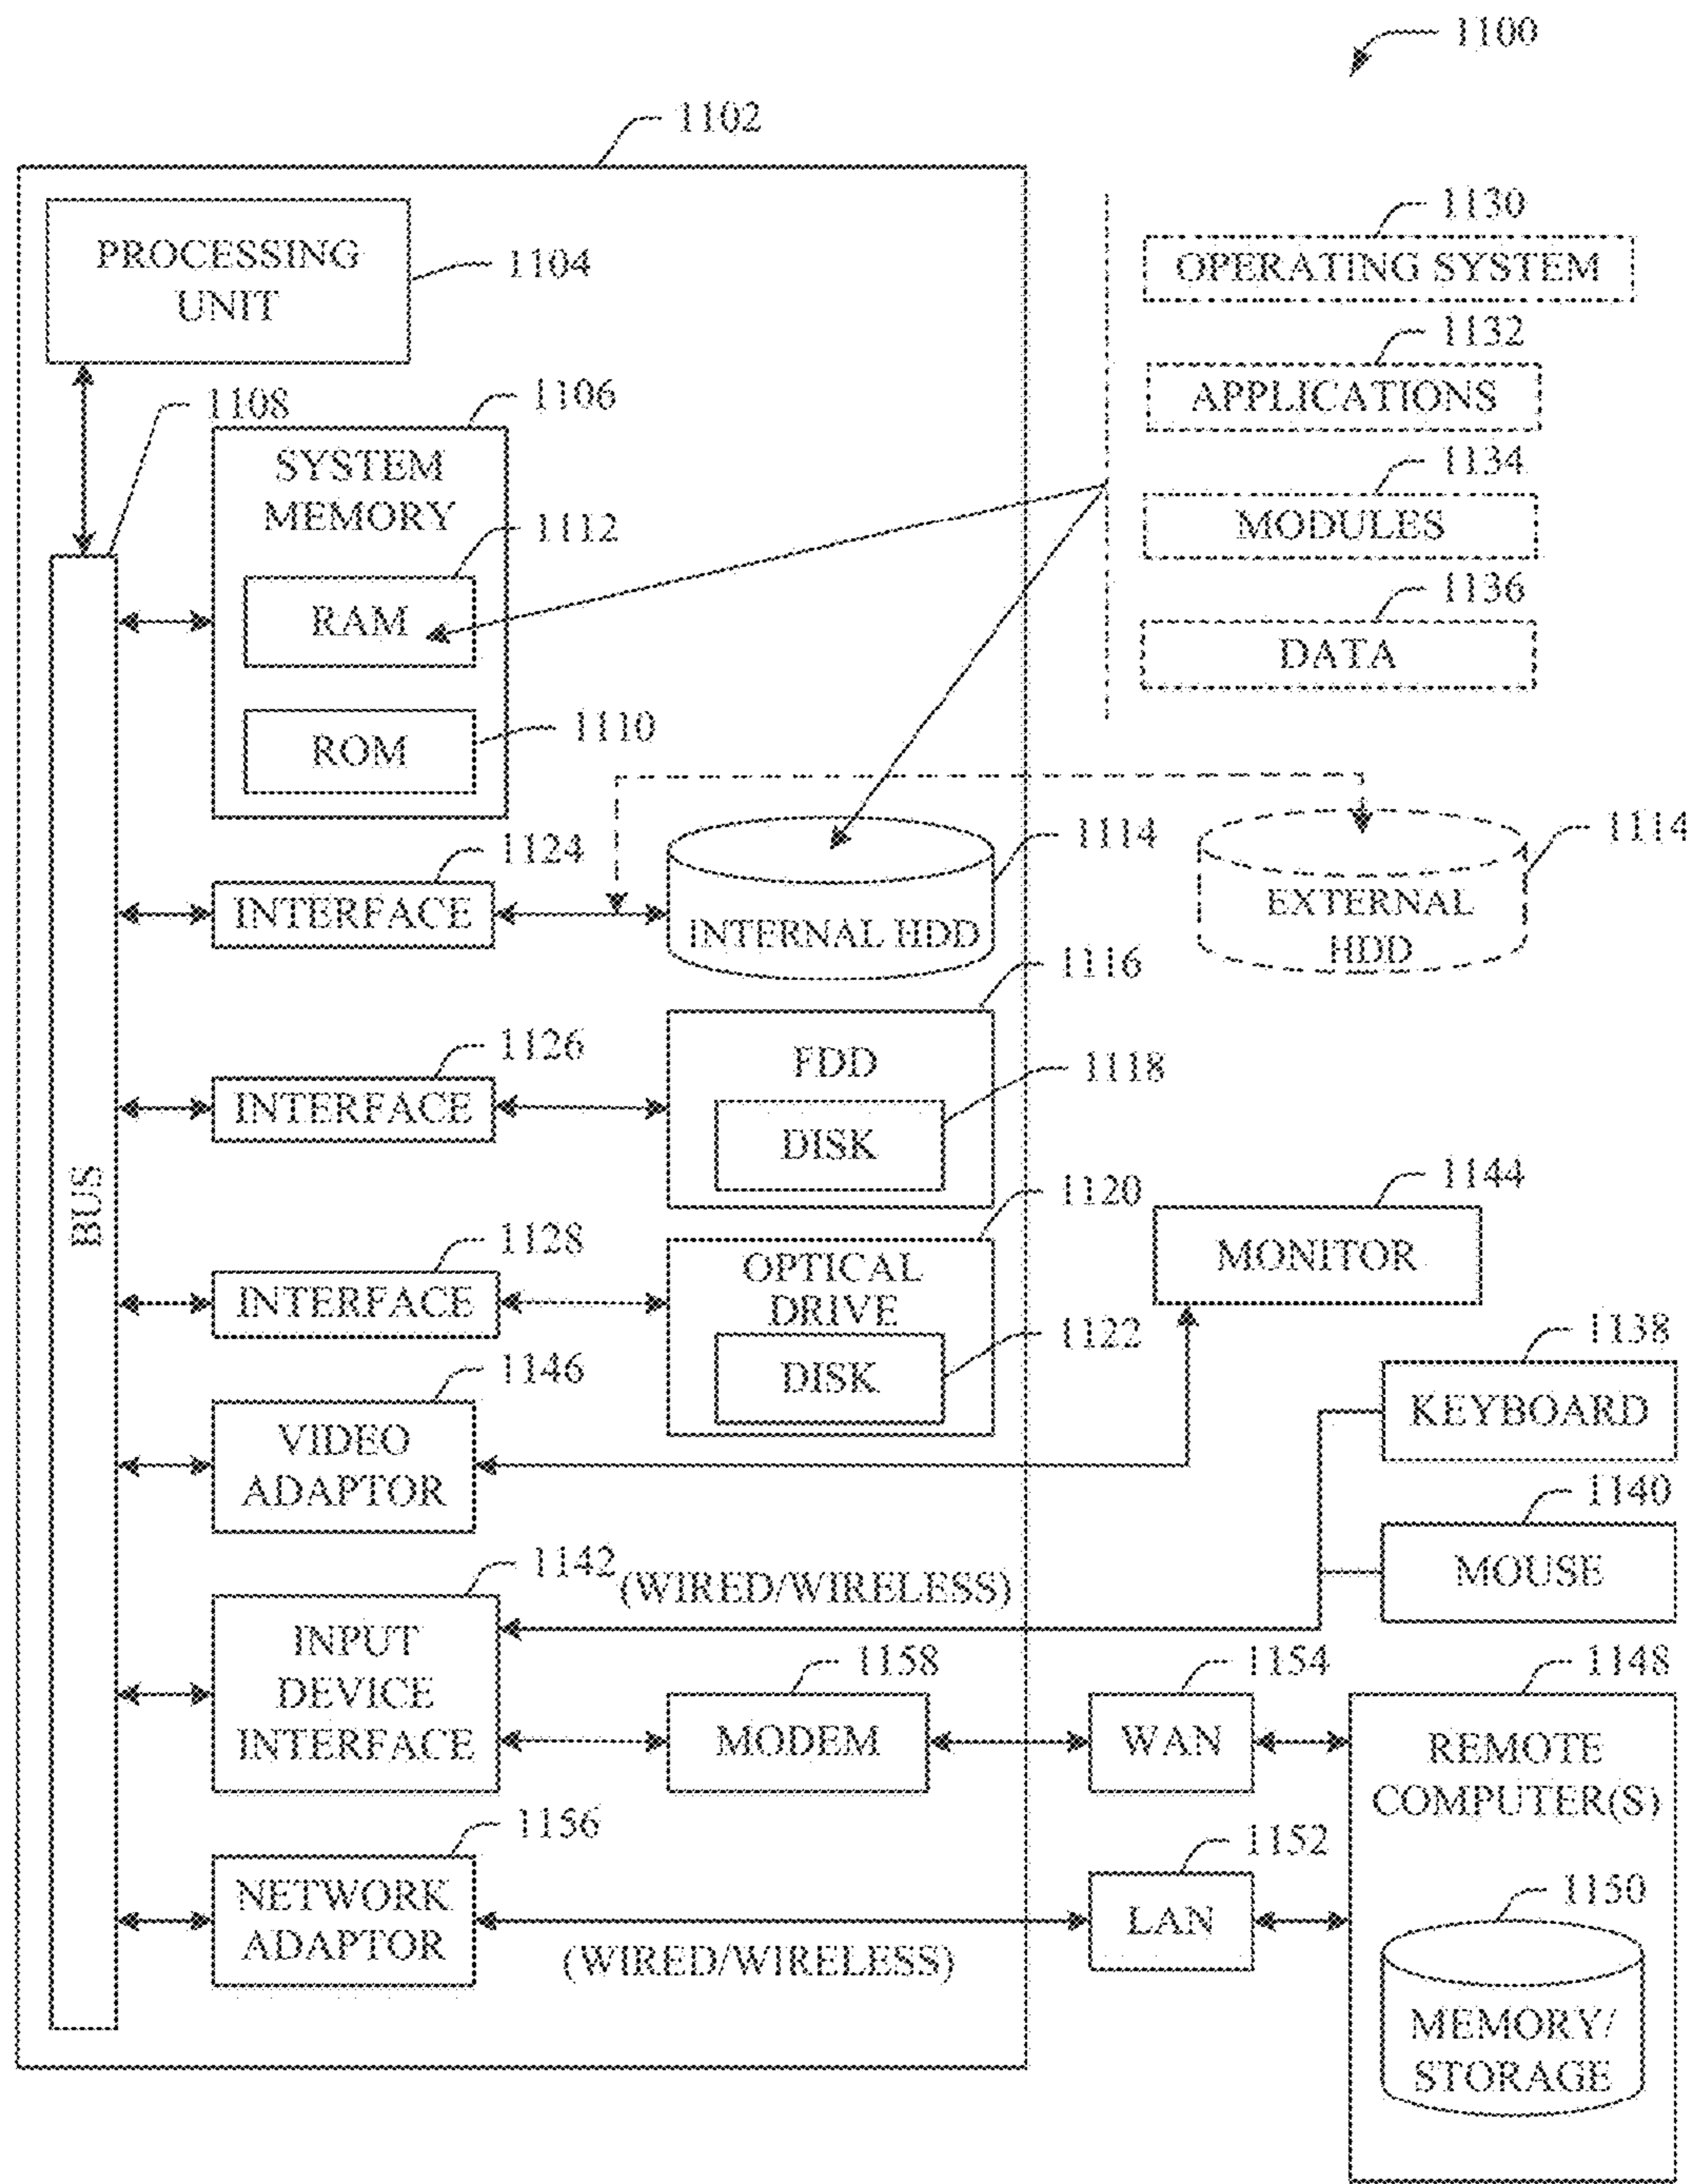 1100
1102
PROCESSING
UNIT
1104
1130
OPERATING SYSTEM
1132
APPLICATIONS
1134
MODULES
1136
DATA
1108
1106
SYSTEM
MEMORY
1112
RAM
1110
ROM
1124
INTERFACE
1114
INTERNAL HDD
1114
EXTERNAL
HDD
1116
FDD
1118
DISK
1126
INTERFACE
BUS
1120
OPTICAL
DRIVE
1122
DISK
1128
INTERFACE
1144
MONITOR
1146
VIDEO
ADAPTOR
1138
KEYBOARD
1140
MOUSE
1142
(WIRED/WIRELESS)
INPUT
DEVICE
INTERFACE
1158
MODEM
1154
WAN
1148
REMOTE
COMPUTER(S)
1156
NETWORK
ADAPTOR
(WIRED/WIRELESS)
1152
LAN
1150
MEMORY/
STORAGE